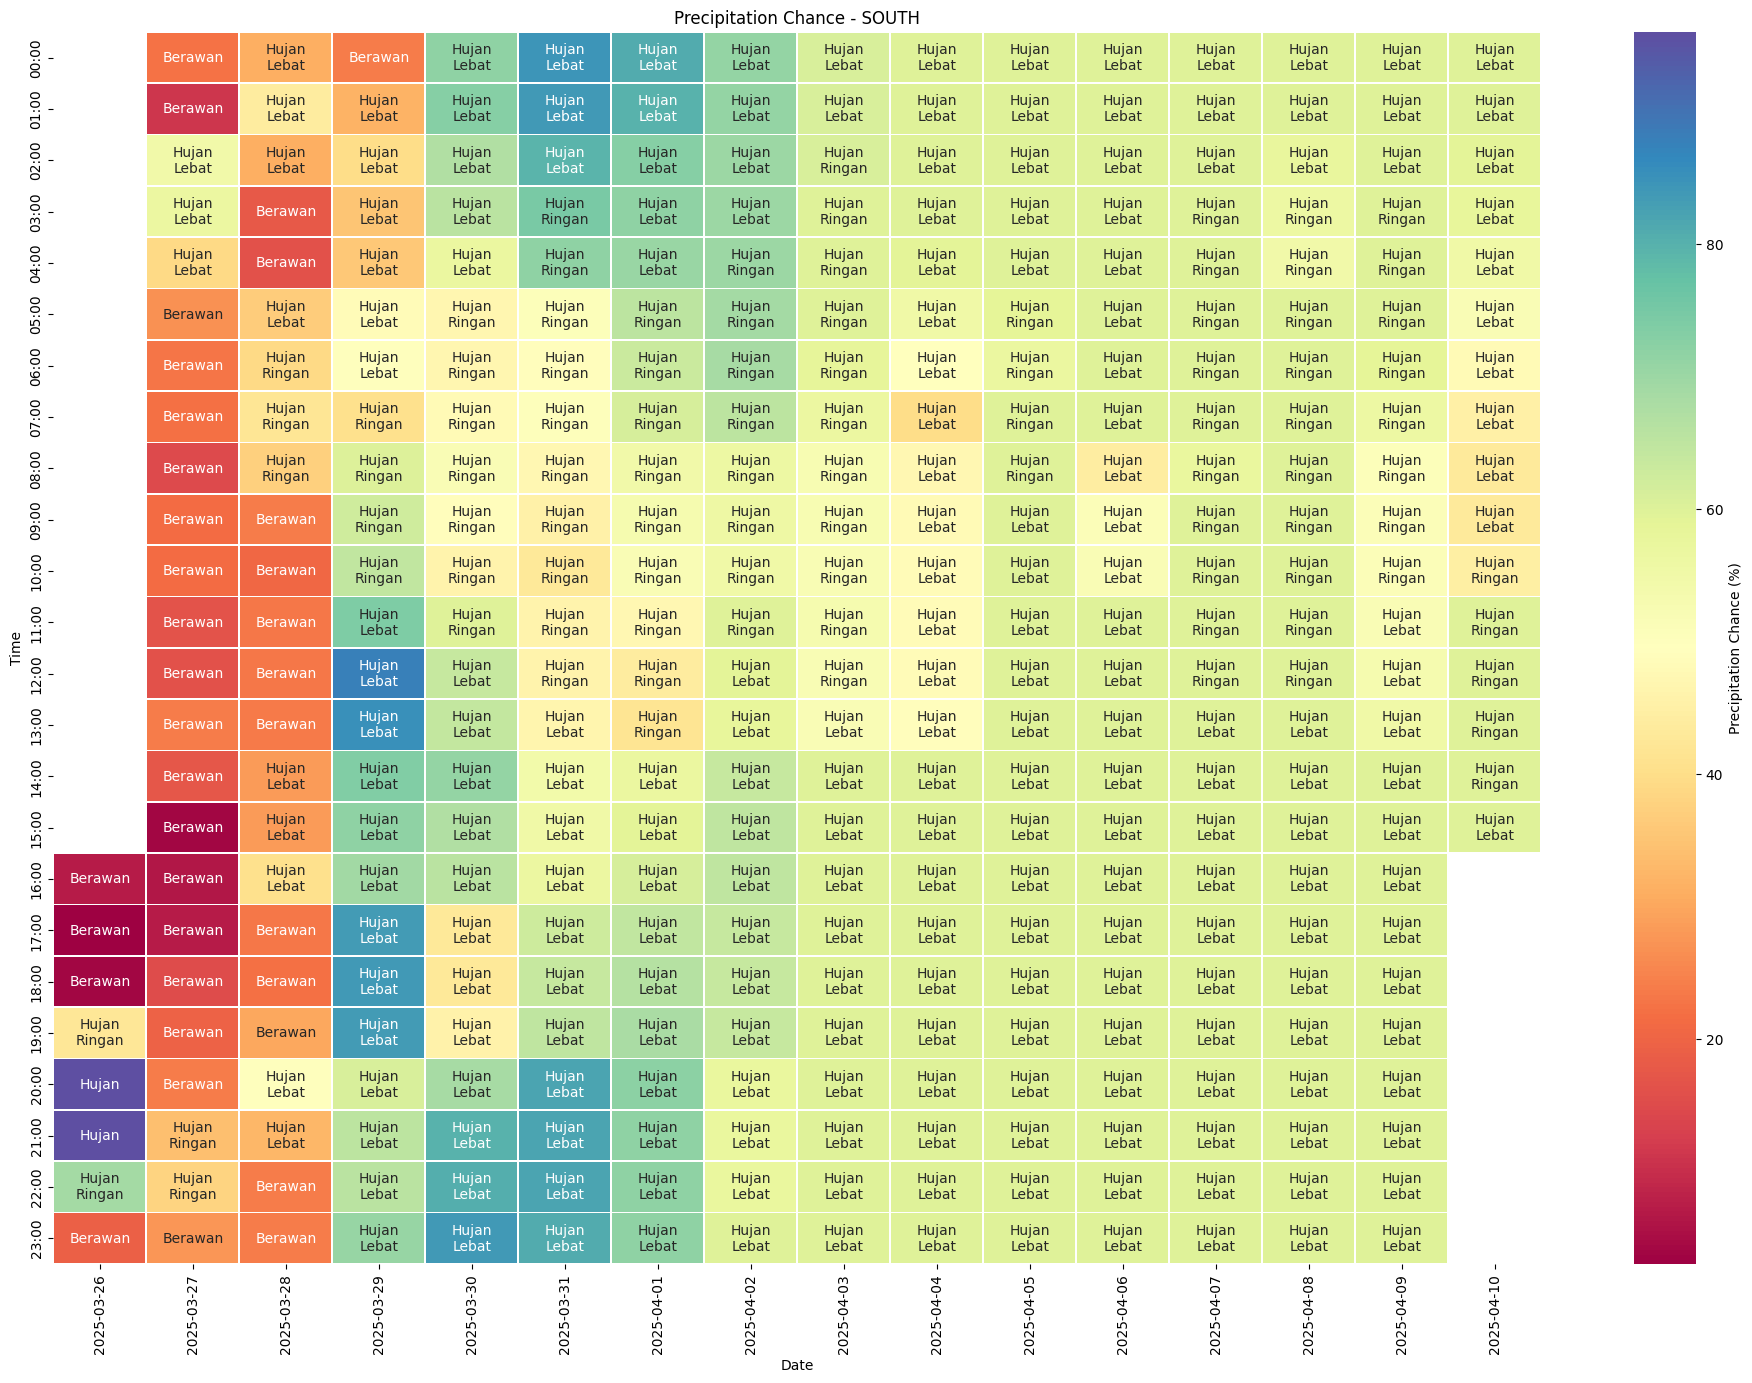 Precipitation Chance - SOUTH
00:00 Berawan Hujan Lebat Berawan Hujan Lebat Hujan Lebat Hujan Lebat Hujan Lebat Hujan Lebat Hujan Lebat Hujan Lebat Hujan Lebat Hujan Lebat Hujan Lebat Hujan Lebat Hujan Lebat
01:00 Berawan Hujan Lebat Hujan Lebat Hujan Lebat Hujan Lebat Hujan Lebat Hujan Lebat Hujan Lebat Hujan Lebat Hujan Lebat Hujan Lebat Hujan Lebat Hujan Lebat Hujan Lebat Hujan Lebat
02:00 Hujan Lebat Hujan Lebat Hujan Lebat Hujan Lebat Hujan Lebat Hujan Lebat Hujan Lebat Hujan Ringan Hujan Lebat Hujan Lebat Hujan Lebat Hujan Lebat Hujan Lebat Hujan Lebat Hujan Lebat
03:00 Hujan Lebat Berawan Hujan Lebat Hujan Lebat Hujan Ringan Hujan Lebat Hujan Lebat Hujan Ringan Hujan Lebat Hujan Lebat Hujan Lebat Hujan Ringan Hujan Ringan Hujan Ringan Hujan Lebat
04:00 Hujan Lebat Berawan Hujan Lebat Hujan Lebat Hujan Ringan Hujan Lebat Hujan Ringan Hujan Ringan Hujan Lebat Hujan Lebat Hujan Lebat Hujan Ringan Hujan Ringan Hujan Ringan Hujan Lebat
05:00 Berawan Hujan Lebat Hujan Lebat Hujan Ringan Hujan Ringan Hujan Ringan Hujan Ringan Hujan Ringan Hujan Lebat Hujan Ringan Hujan Lebat Hujan Ringan Hujan Ringan Hujan Ringan Hujan Lebat
06:00 Berawan Hujan Ringan Hujan Lebat Hujan Ringan Hujan Ringan Hujan Ringan Hujan Ringan Hujan Ringan Hujan Lebat Hujan Ringan Hujan Lebat Hujan Ringan Hujan Ringan Hujan Ringan Hujan Lebat
07:00 Berawan Hujan Ringan Hujan Ringan Hujan Ringan Hujan Ringan Hujan Ringan Hujan Ringan Hujan Ringan Hujan Lebat Hujan Ringan Hujan Lebat Hujan Ringan Hujan Ringan Hujan Ringan Hujan Lebat
08:00 Berawan Hujan Ringan Hujan Ringan Hujan Ringan Hujan Ringan Hujan Ringan Hujan Ringan Hujan Ringan Hujan Lebat Hujan Ringan Hujan Lebat Hujan Ringan Hujan Ringan Hujan Ringan Hujan Lebat
09:00 Berawan Berawan Hujan Ringan Hujan Ringan Hujan Ringan Hujan Ringan Hujan Ringan Hujan Ringan Hujan Lebat Hujan Lebat Hujan Lebat Hujan Ringan Hujan Ringan Hujan Ringan Hujan Lebat
10:00 Berawan Berawan Hujan Ringan Hujan Ringan Hujan Ringan Hujan Ringan Hujan Ringan Hujan Ringan Hujan Lebat Hujan Lebat Hujan Lebat Hujan Ringan Hujan Ringan Hujan Ringan Hujan Ringan
11:00 Berawan Berawan Hujan Lebat Hujan Ringan Hujan Ringan Hujan Ringan Hujan Ringan Hujan Ringan Hujan Lebat Hujan Lebat Hujan Lebat Hujan Ringan Hujan Ringan Hujan Lebat Hujan Ringan
12:00 Berawan Berawan Hujan Lebat Hujan Lebat Hujan Ringan Hujan Ringan Hujan Lebat Hujan Ringan Hujan Lebat Hujan Lebat Hujan Lebat Hujan Ringan Hujan Ringan Hujan Lebat Hujan Ringan
13:00 Berawan Berawan Hujan Lebat Hujan Lebat Hujan Lebat Hujan Ringan Hujan Lebat Hujan Lebat Hujan Lebat Hujan Lebat Hujan Lebat Hujan Lebat Hujan Lebat Hujan Lebat Hujan Ringan
14:00 Berawan Hujan Lebat Hujan Lebat Hujan Lebat Hujan Lebat Hujan Lebat Hujan Lebat Hujan Lebat Hujan Lebat Hujan Lebat Hujan Lebat Hujan Lebat Hujan Lebat Hujan Lebat Hujan Ringan
15:00 Berawan Hujan Lebat Hujan Lebat Hujan Lebat Hujan Lebat Hujan Lebat Hujan Lebat Hujan Lebat Hujan Lebat Hujan Lebat Hujan Lebat Hujan Lebat Hujan Lebat Hujan Lebat Hujan Lebat
16:00 Berawan Berawan Hujan Lebat Hujan Lebat Hujan Lebat Hujan Lebat Hujan Lebat Hujan Lebat Hujan Lebat Hujan Lebat Hujan Lebat Hujan Lebat Hujan Lebat Hujan Lebat Hujan Lebat
17:00 Berawan Berawan Berawan Hujan Lebat Hujan Lebat Hujan Lebat Hujan Lebat Hujan Lebat Hujan Lebat Hujan Lebat Hujan Lebat Hujan Lebat Hujan Lebat Hujan Lebat Hujan Lebat
18:00 Berawan Berawan Berawan Hujan Lebat Hujan Lebat Hujan Lebat Hujan Lebat Hujan Lebat Hujan Lebat Hujan Lebat Hujan Lebat Hujan Lebat Hujan Lebat Hujan Lebat Hujan Lebat
19:00 Hujan Ringan Berawan Berawan Hujan Lebat Hujan Lebat Hujan Lebat Hujan Lebat Hujan Lebat Hujan Lebat Hujan Lebat Hujan Lebat Hujan Lebat Hujan Lebat Hujan Lebat Hujan Lebat
20:00 Hujan Berawan Hujan Lebat Hujan Lebat Hujan Lebat Hujan Lebat Hujan Lebat Hujan Lebat Hujan Lebat Hujan Lebat Hujan Lebat Hujan Lebat Hujan Lebat Hujan Lebat Hujan Lebat
21:00 Hujan Hujan Ringan Hujan Lebat Hujan Lebat Hujan Lebat Hujan Lebat Hujan Lebat Hujan Lebat Hujan Lebat Hujan Lebat Hujan Lebat Hujan Lebat Hujan Lebat Hujan Lebat Hujan Lebat
22:00 Hujan Ringan Hujan Ringan Berawan Hujan Lebat Hujan Lebat Hujan Lebat Hujan Lebat Hujan Lebat Hujan Lebat Hujan Lebat Hujan Lebat Hujan Lebat Hujan Lebat Hujan Lebat Hujan Lebat
23:00 Berawan Berawan Berawan Hujan Lebat Hujan Lebat Hujan Lebat Hujan Lebat Hujan Lebat Hujan Lebat Hujan Lebat Hujan Lebat Hujan Lebat Hujan Lebat Hujan Lebat Hujan Lebat
Time
2025-03-26 2025-03-27 2025-03-28 2025-03-29 2025-03-30 2025-03-31 2025-04-01 2025-04-02 2025-04-03 2025-04-04 2025-04-05 2025-04-06 2025-04-07 2025-04-08 2025-04-09 2025-04-10
Date
80
60
40
20
Precipitation Chance (%)